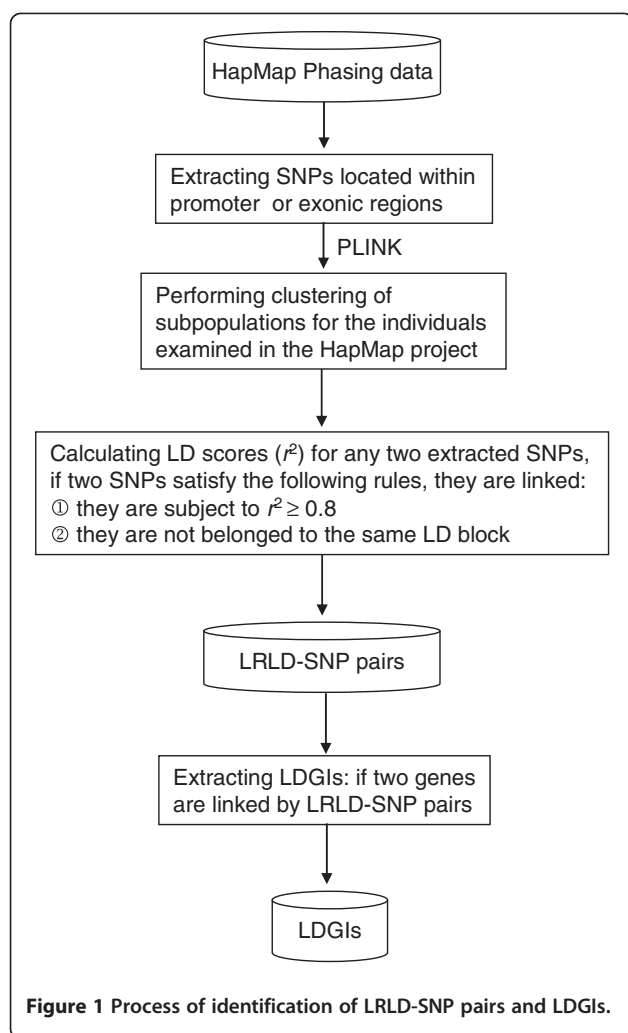 HapMap Phasing data
Extracting SNPs located within
promoter or exonic regions
PLINK
Performing clustering of
subpopulations for the individuals
examined in the HapMap project
Calculating LD scores (r²) for any two extracted SNPs,
if two SNPs satisfy the following rules, they are linked:
① they are subject to r² ≥ 0.8
② they are not belonged to the same LD block
LRLD-SNP pairs
Extracting LDGIs: if two genes
are linked by LRLD-SNP pairs
LDGIs
Figure 1 Process of identification of LRLD-SNP pairs and LDGIs.